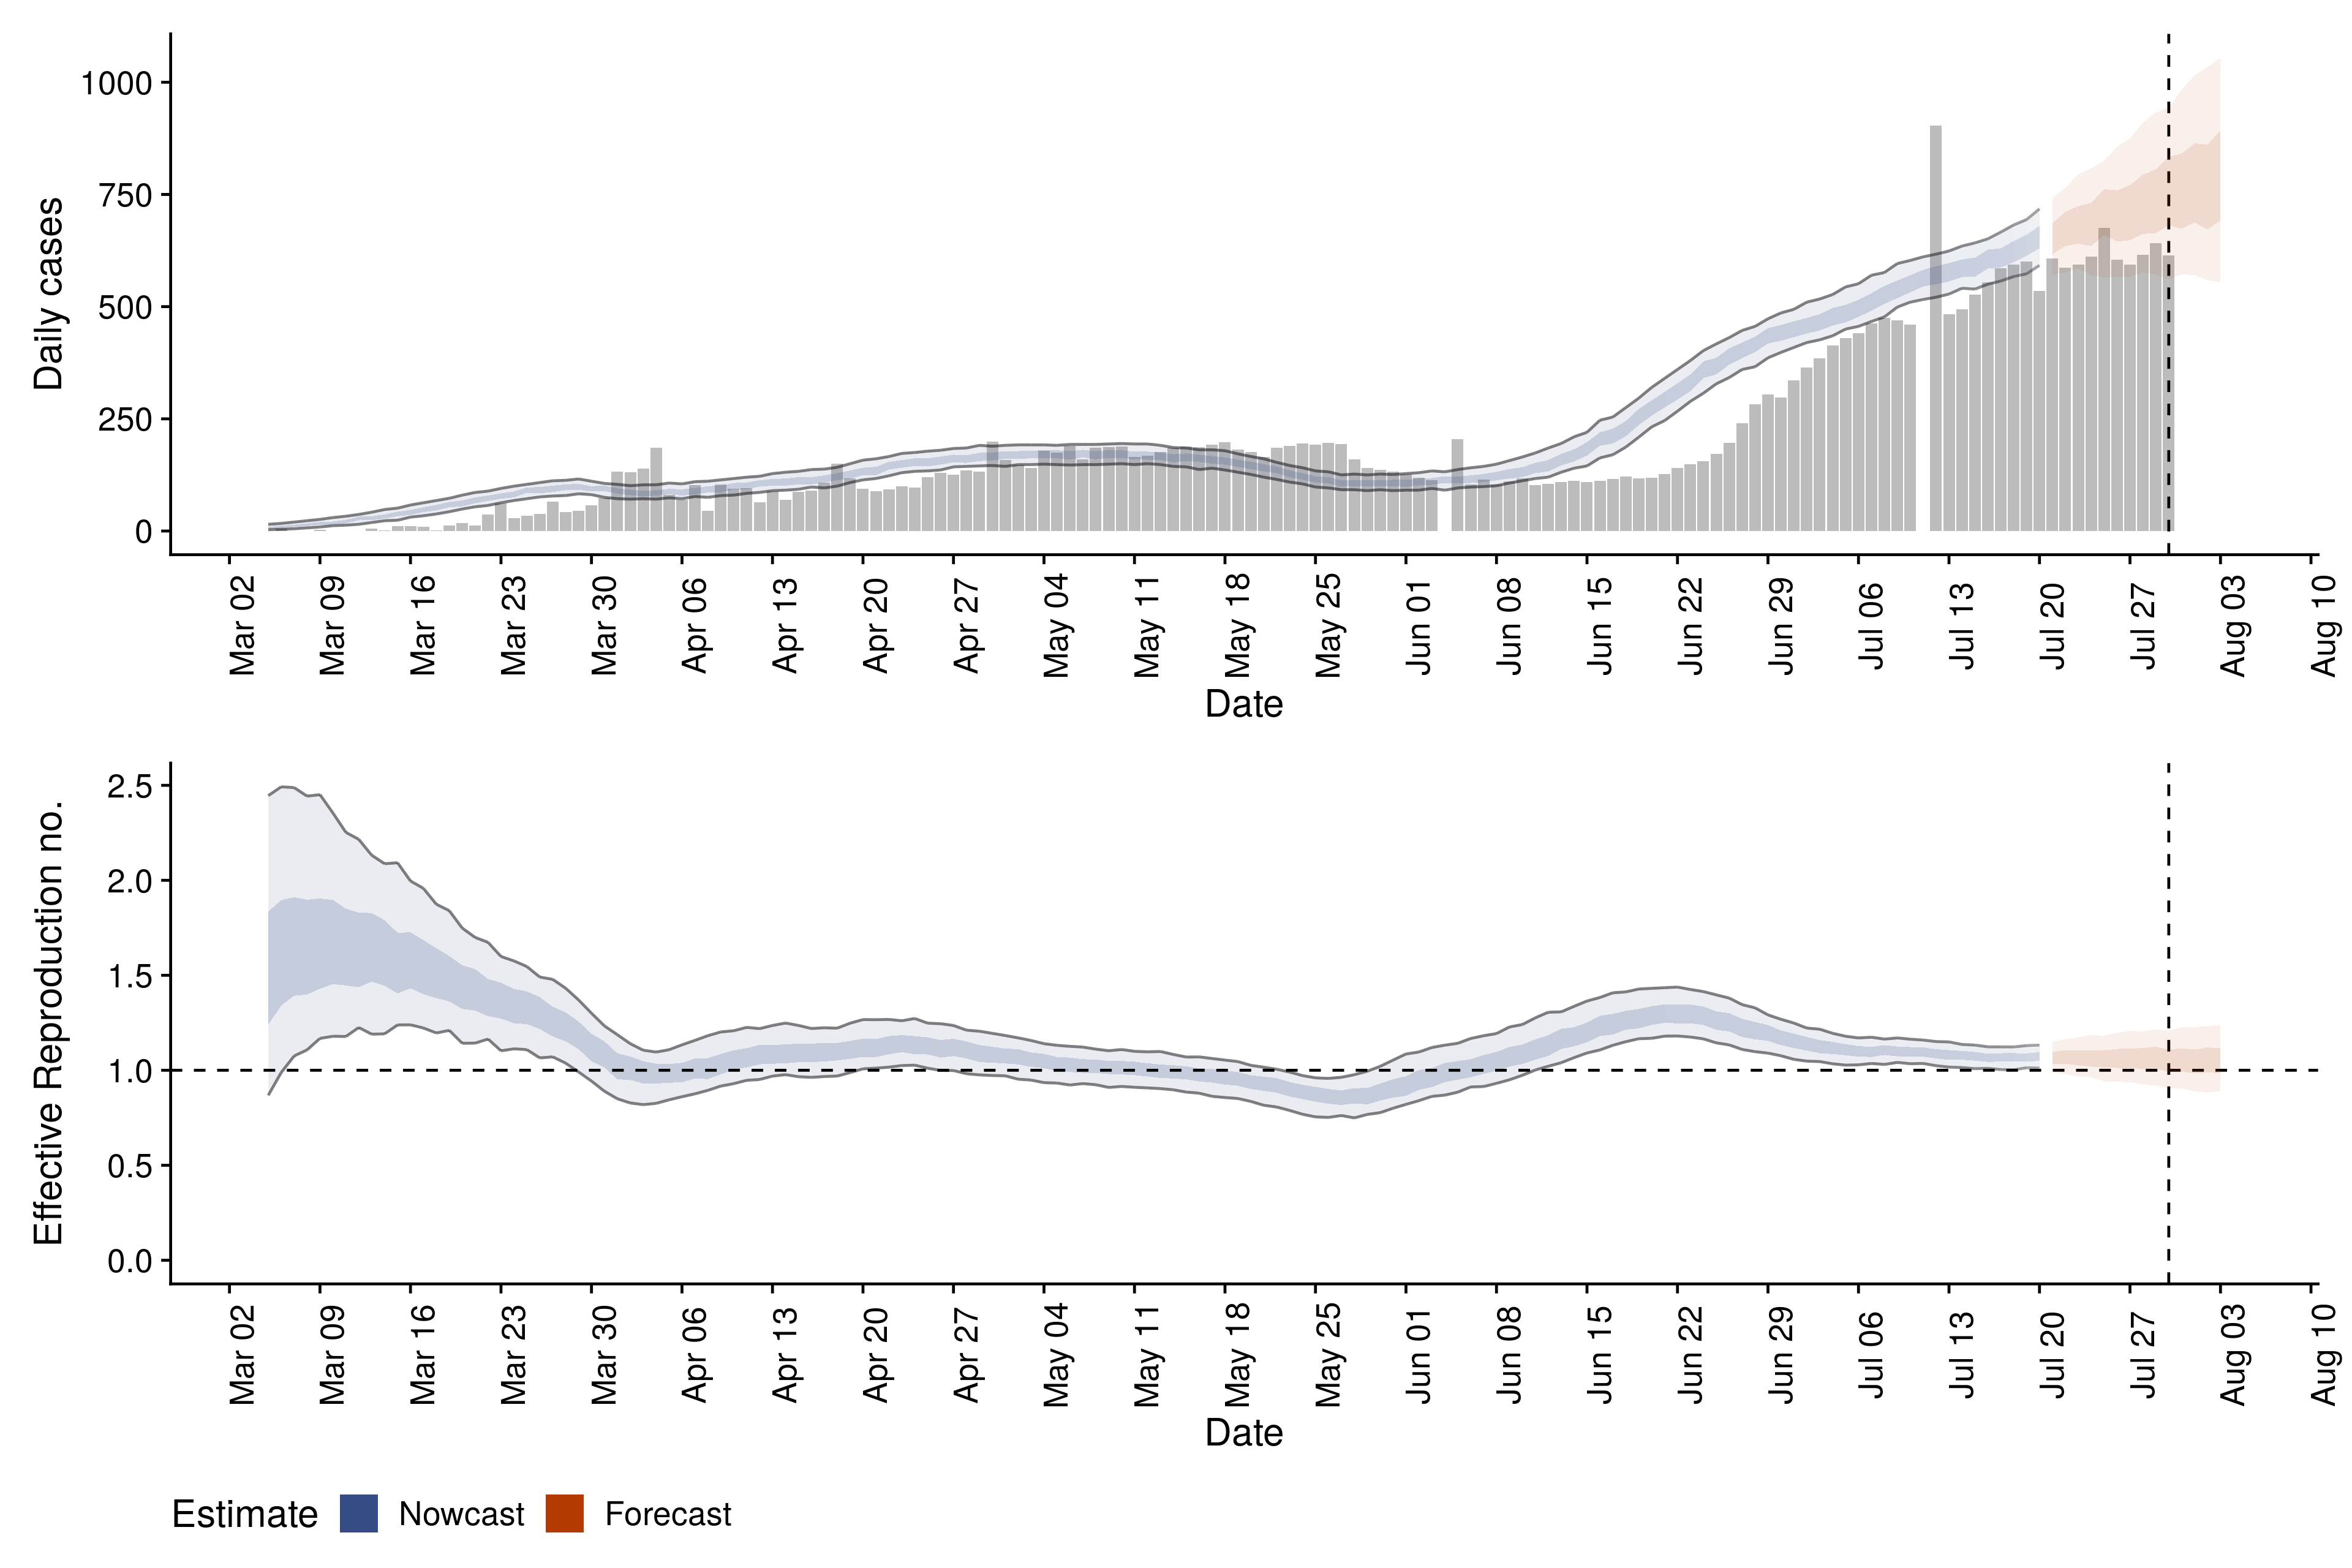 Daily cases
1000
750
500
250
0
Mar 02
Mar 09
Mar 16
Mar 23
Mar 30
Apr 06
Apr 13
Apr 20
Apr 27
May 04
May 11
May 18
May 25
Jun 01
Jun 08
Jun 15
Jun 22
Jun 29
Jul 06
Jul 13
Jul 20
Jul 27
Aug 03
Aug 10
Date
Effective Reproduction no.
2.5
2.0
1.5
1.0
0.5
0.0
Mar 02
Mar 09
Mar 16
Mar 23
Mar 30
Apr 06
Apr 13
Apr 20
Apr 27
May 04
May 11
May 18
May 25
Jun 01
Jun 08
Jun 15
Jun 22
Jun 29
Jul 06
Jul 13
Jul 20
Jul 27
Aug 03
Aug 10
Date
Estimate Nowcast Forecast